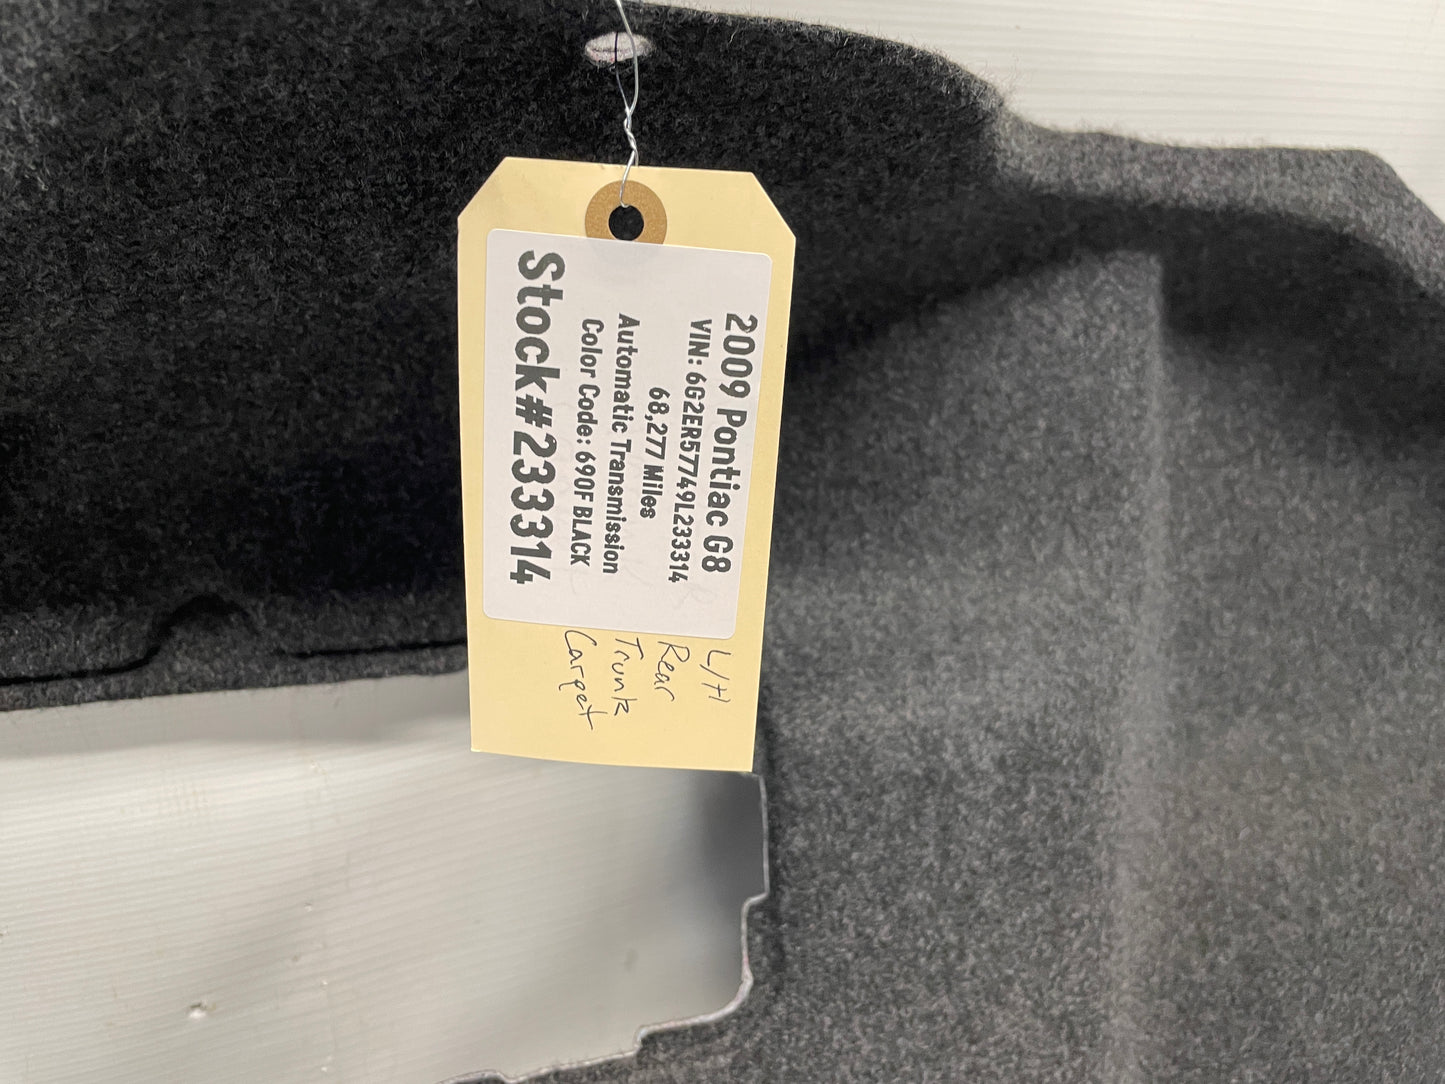 2009 Pontiac G8
VIN: 6G2ER57749L233314
68,277 Miles
Automatic Transmission
Color Code: 690F BLACK
Stock#233314
L/H
Rear
Trunk
Carpet